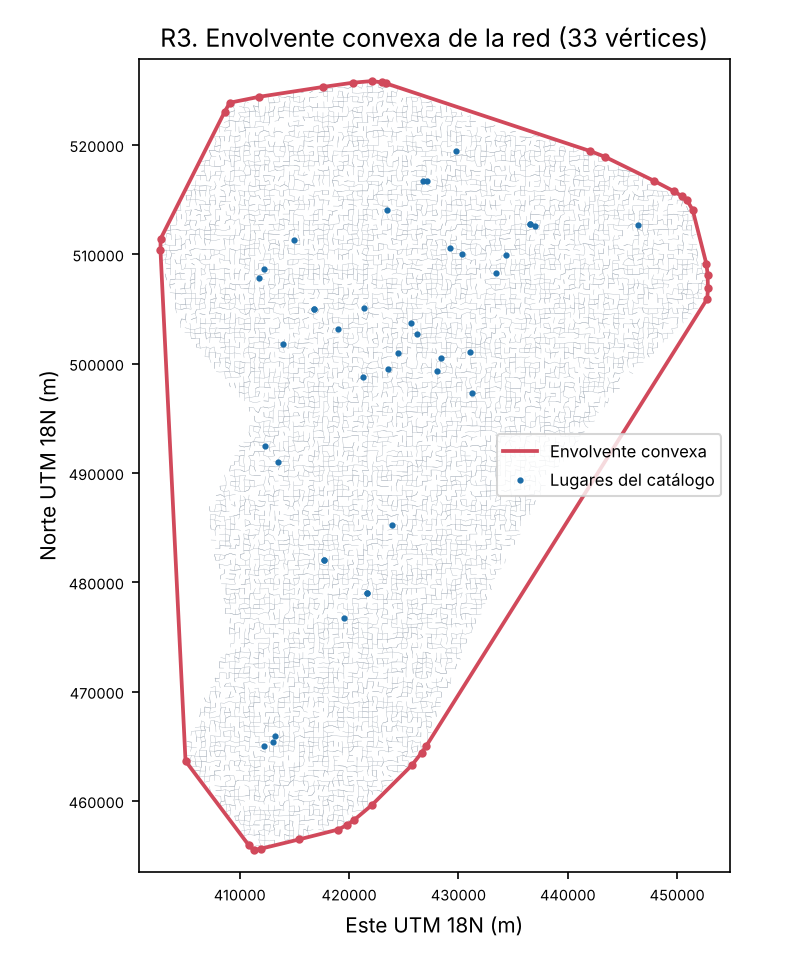 R3. Envolvente convexa de la red (33 vértices)
Norte UTM 18N (m)
520000
510000
500000
490000
480000
470000
460000
Envolvente convexa
Lugares del catálogo
410000 420000 430000 440000 450000
Este UTM 18N (m)